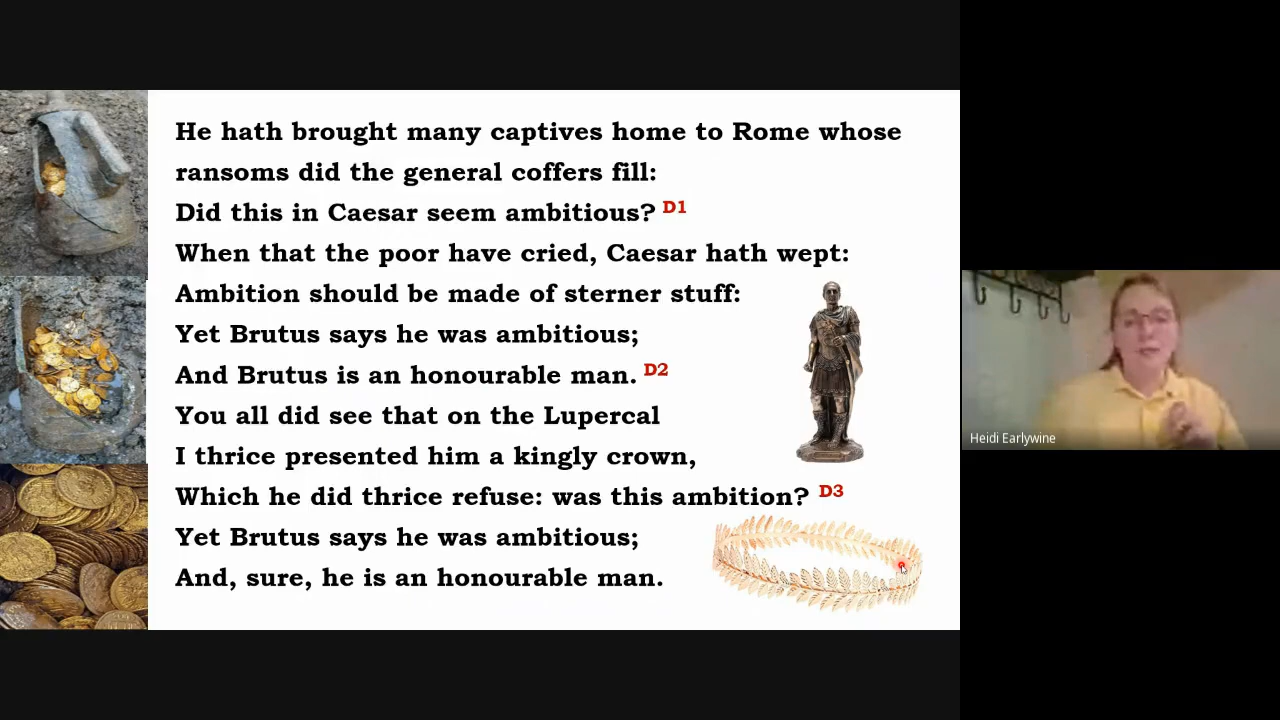 He hath brought many captives home to Rome whose
ransoms did the general coffers fill:
Did this in Caesar seem ambitious? D1
When that the poor have cried, Caesar hath wept:
Ambition should be made of sterner stuff:
Yet Brutus says he was ambitious;
And Brutus is an honourable man. D2
You all did see that on the Lupercal
I thrice presented him a kingly crown,
Which he did thrice refuse: was this ambition? D3
Yet Brutus says he was ambitious;
And, sure, he is an honourable man.
Heidi Earlywine